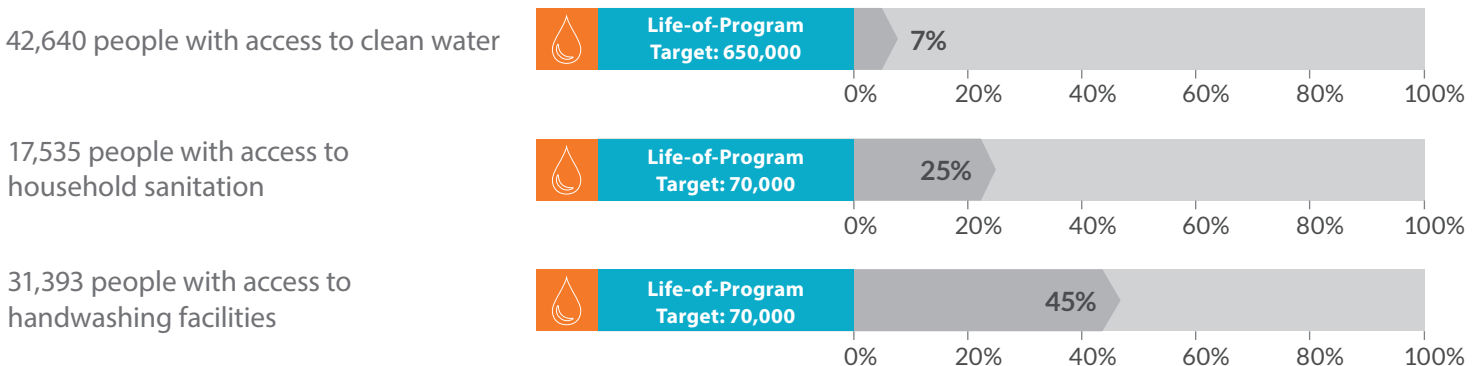 42,640 people with access to clean water
Life-of-Program
Target: 650,000
7%
0% 20% 40% 60% 80% 100%
17,535 people with access to
household sanitation
Life-of-Program
Target: 70,000
25%
0% 20% 40% 60% 80% 100%
31,393 people with access to
handwashing facilities
Life-of-Program
Target: 70,000
45%
0% 20% 40% 60% 80% 100%